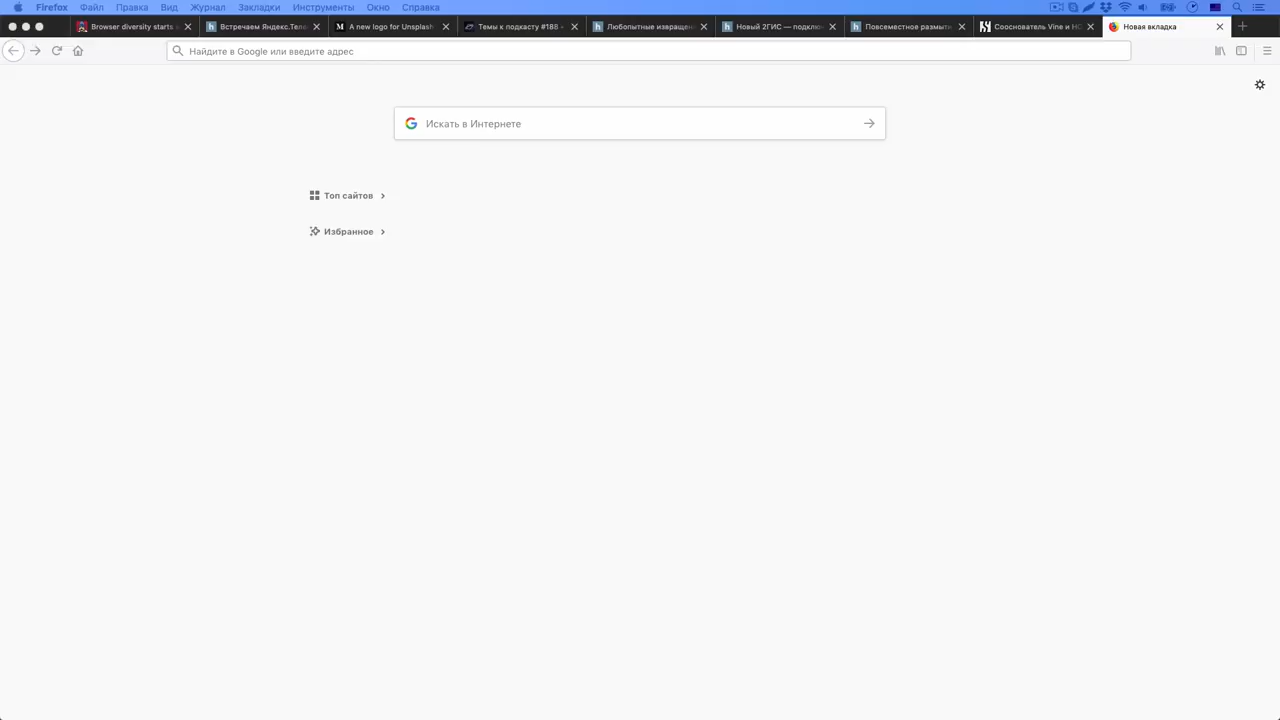 Firefox Файл Правка Вид Журнал Закладки Инструменты Окно Справка
Browser diversity starts
Встречаем Яндекс.Теле
A new logo for Unsplash
Темы к подкасту #188
Любопытные извращен
Новый 2ГИС — подклю
Повсеместное размыти
Сооснователь Vine и HQ
Новая вкладка
Найдите в Google или введите адрес
Искать в Интернете
Топ сайтов
Избранное